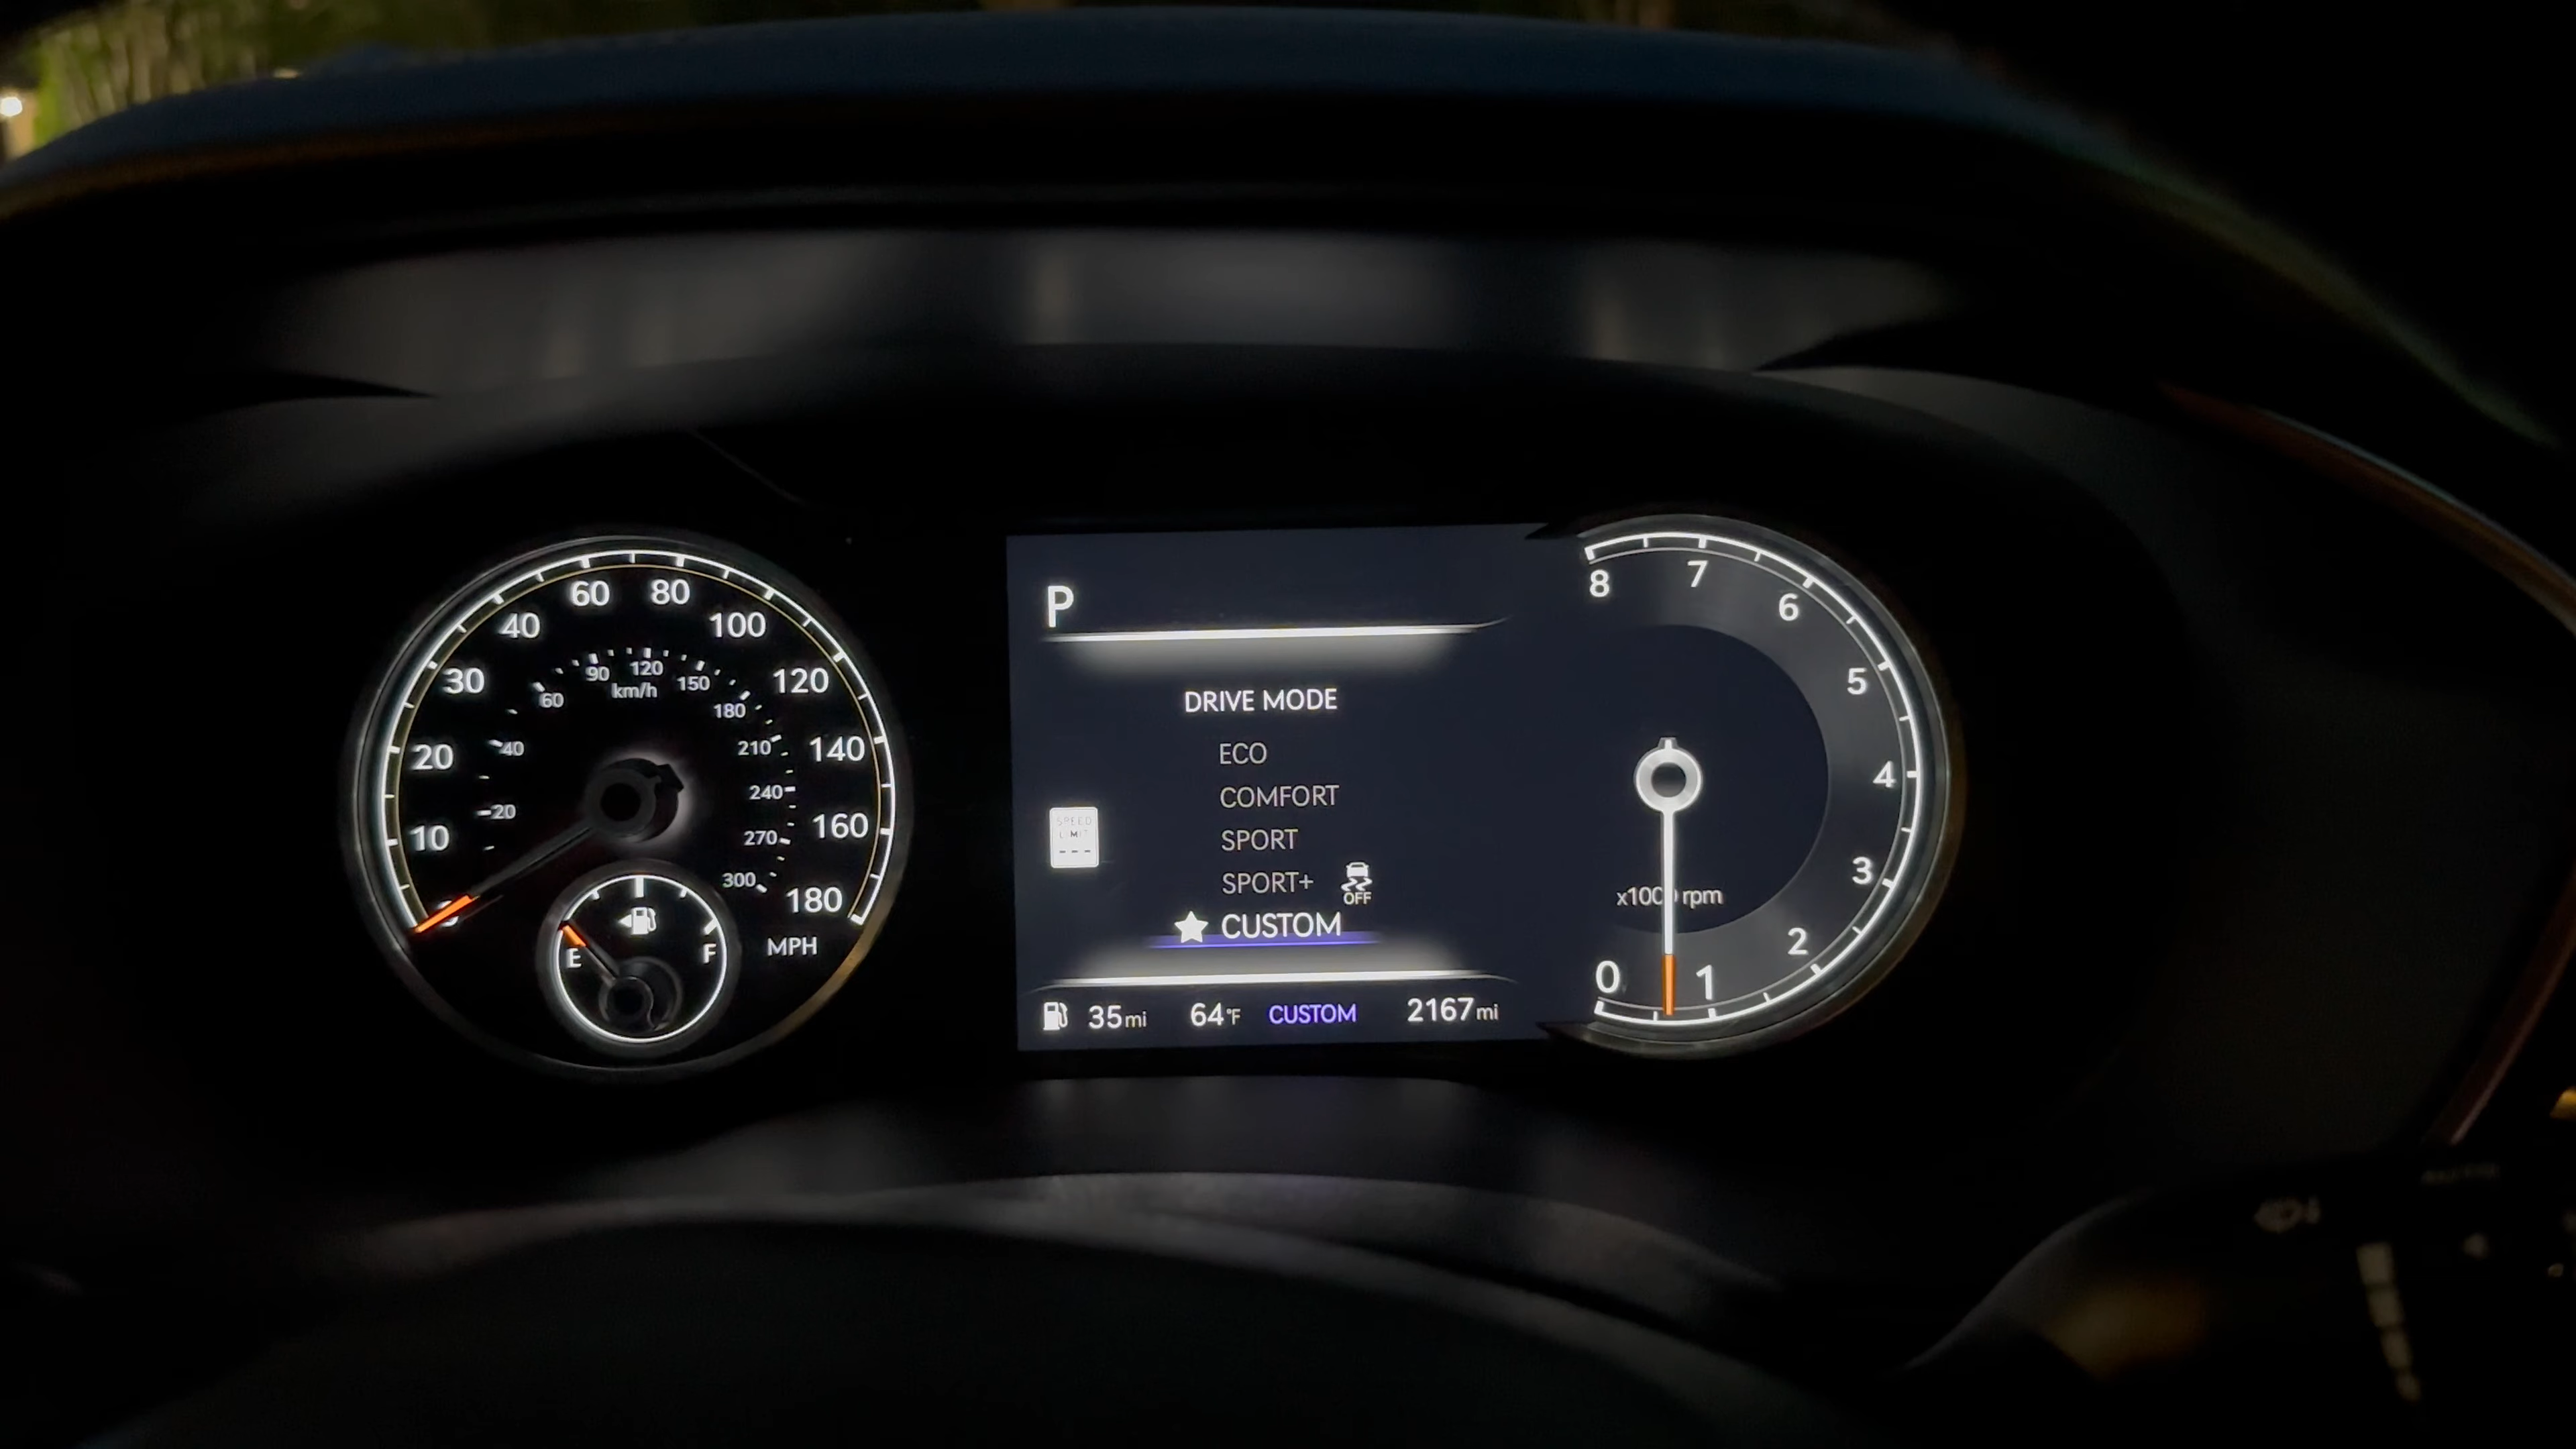 60 80
40 100
30 120
20 140
10 160
180
MPH
90 120 150
60 km/h 180
40 210
20 240
270
300
E F
P
DRIVE MODE
ECO
COMFORT
SPORT
SPORT+ OFF
CUSTOM
SPEED
LIMIT
---
35mi 64°F CUSTOM 2167mi
8 7 6 5 4 3 2 1 0
rpm